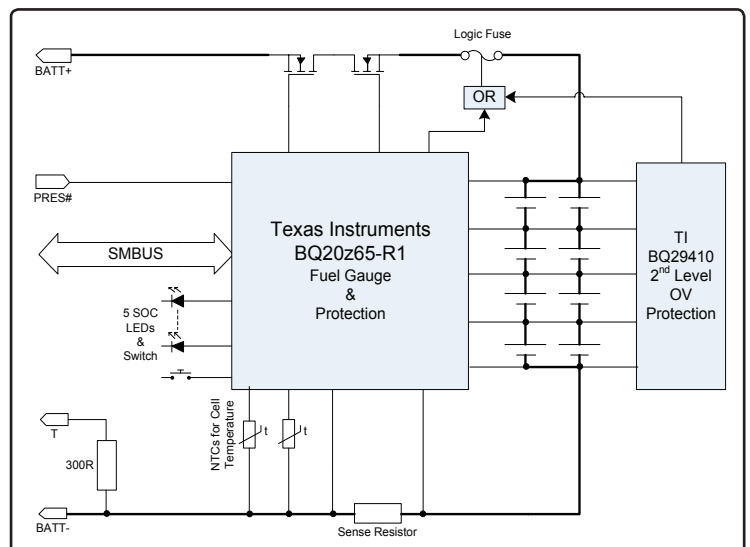 Logic Fuse
BATT+
OR
PRES#
Texas Instruments
BQ20z65-R1
Fuel Gauge
&
Protection
TI
BQ29410
2nd Level
OV
Protection
SMBUS
5 SOC
LEDs
&
Switch
NTCs for Cell
Temperature
t
t
T
300R
BATT-
Sense Resistor